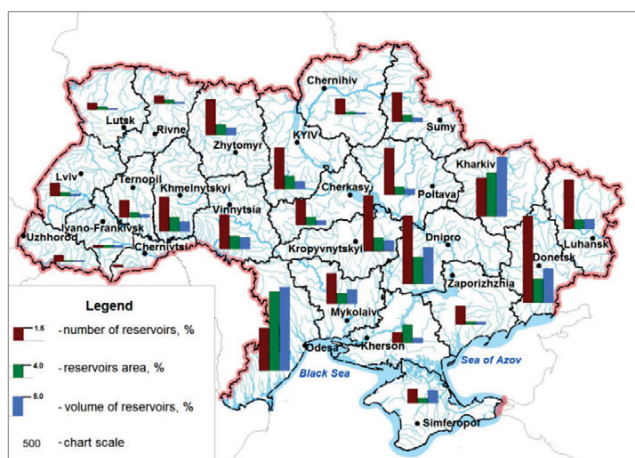 Chernihiv
Lutsk
Rivne
Zhytomyr
KYIV
Sumy
Lviv
Ternopil
Khmelnytskyi
Cherkasy
Poltava
Kharkiv
Vinnytsia
Ivano-Frankivsk
Uzhhorod
Chernivtsi
Kropyvnytskyi
Dnipro
Luhansk
Donetsk
Zaporizhzhia
Mykolaiv
Odesa
Kherson
Black Sea
Sea of Azov
Simferopol
Legend
1.5 - number of reservoirs, %
4.0 - reservoirs area, %
5.0 - volume of reservoirs, %
500 - chart scale